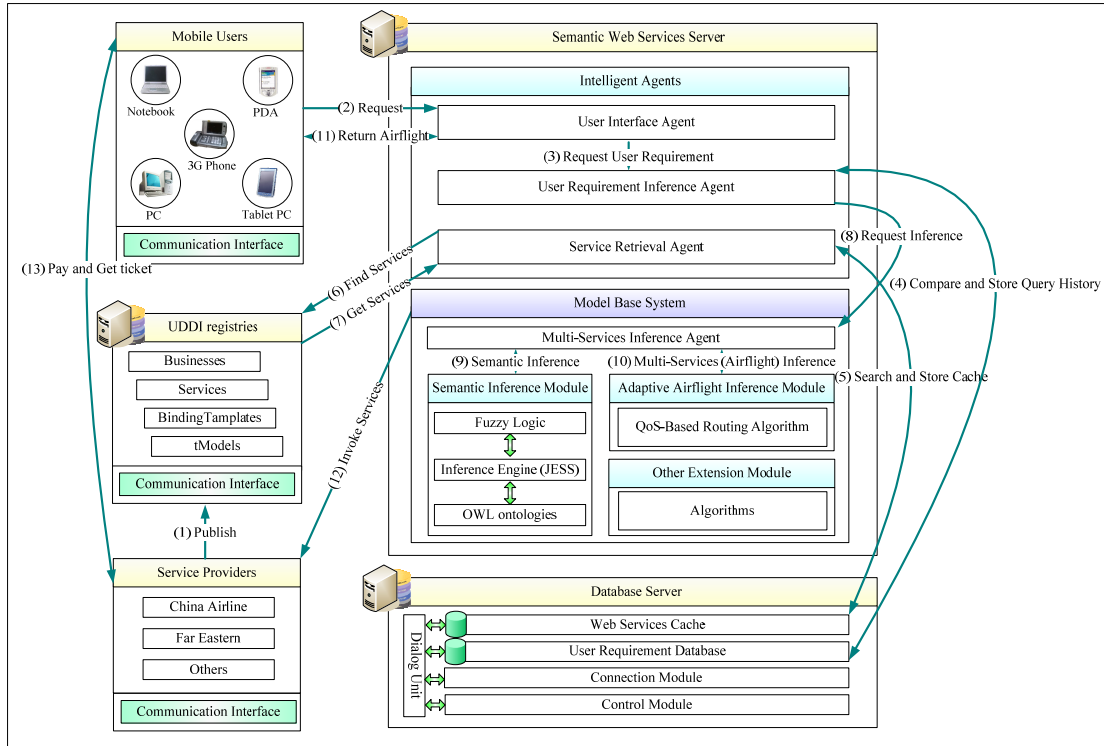 Mobile Users
Notebook
PDA
3G Phone
PC
Tablet PC
Communication Interface
(2) Request
(11) Return Airflight
(13) Pay and Get ticket
(6) Find Services
(7) Get Services
UDDI registries
Businesses
Services
BindingTamplates
tModels
Communication Interface
(1) Publish
(12) Invoke Services
Service Providers
China Airline
Far Eastern
Others
Communication Interface
Semantic Web Services Server
Intelligent Agents
User Interface Agent
(3) Request User Requirement
User Requirement Inference Agent
Service Retrieval Agent
(8) Request Inference
(4) Compare and Store Query History
Model Base System
Multi-Services Inference Agent
(9) Semantic Inference
(10) Multi-Services (Airflight) Inference
(5) Search and Store Cache
Semantic Inference Module
Fuzzy Logic
Inference Engine (JESS)
OWL ontologies
Adaptive Airflight Inference Module
QoS-Based Routing Algorithm
Other Extension Module
Algorithms
Database Server
Dialog Unit
Web Services Cache
User Requirement Database
Connection Module
Control Module